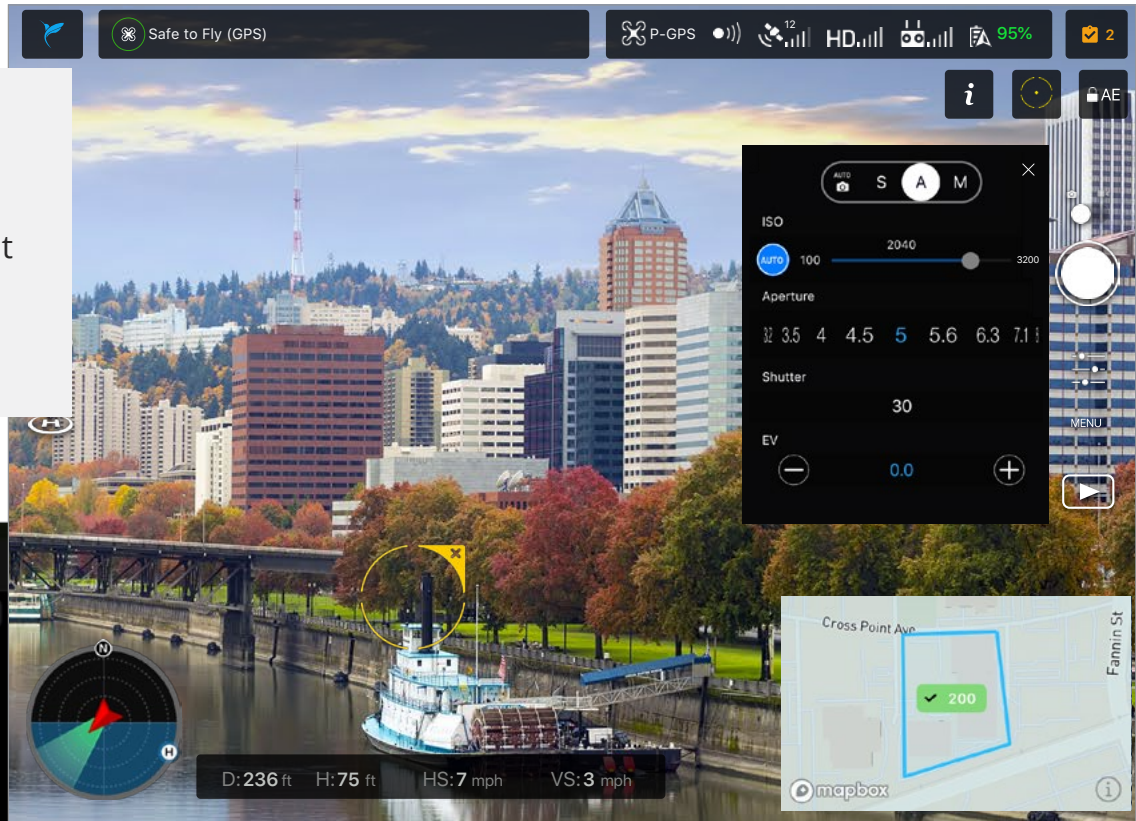 Safe to Fly (GPS)
P-GPS
12
HD
95%
2
i
AE
t
AUTO
S
A
M
ISO
2040
AUTO
100
3200
Aperture
32 3.5 4 4.5 5 5.6 6.3 7.1
Shutter
30
EV
0.0
MENU
H
N
H
D:236 ft H:75 ft HS:7 mph VS:3 mph
Cross Point Ave
Fannin St
200
mapbox
i